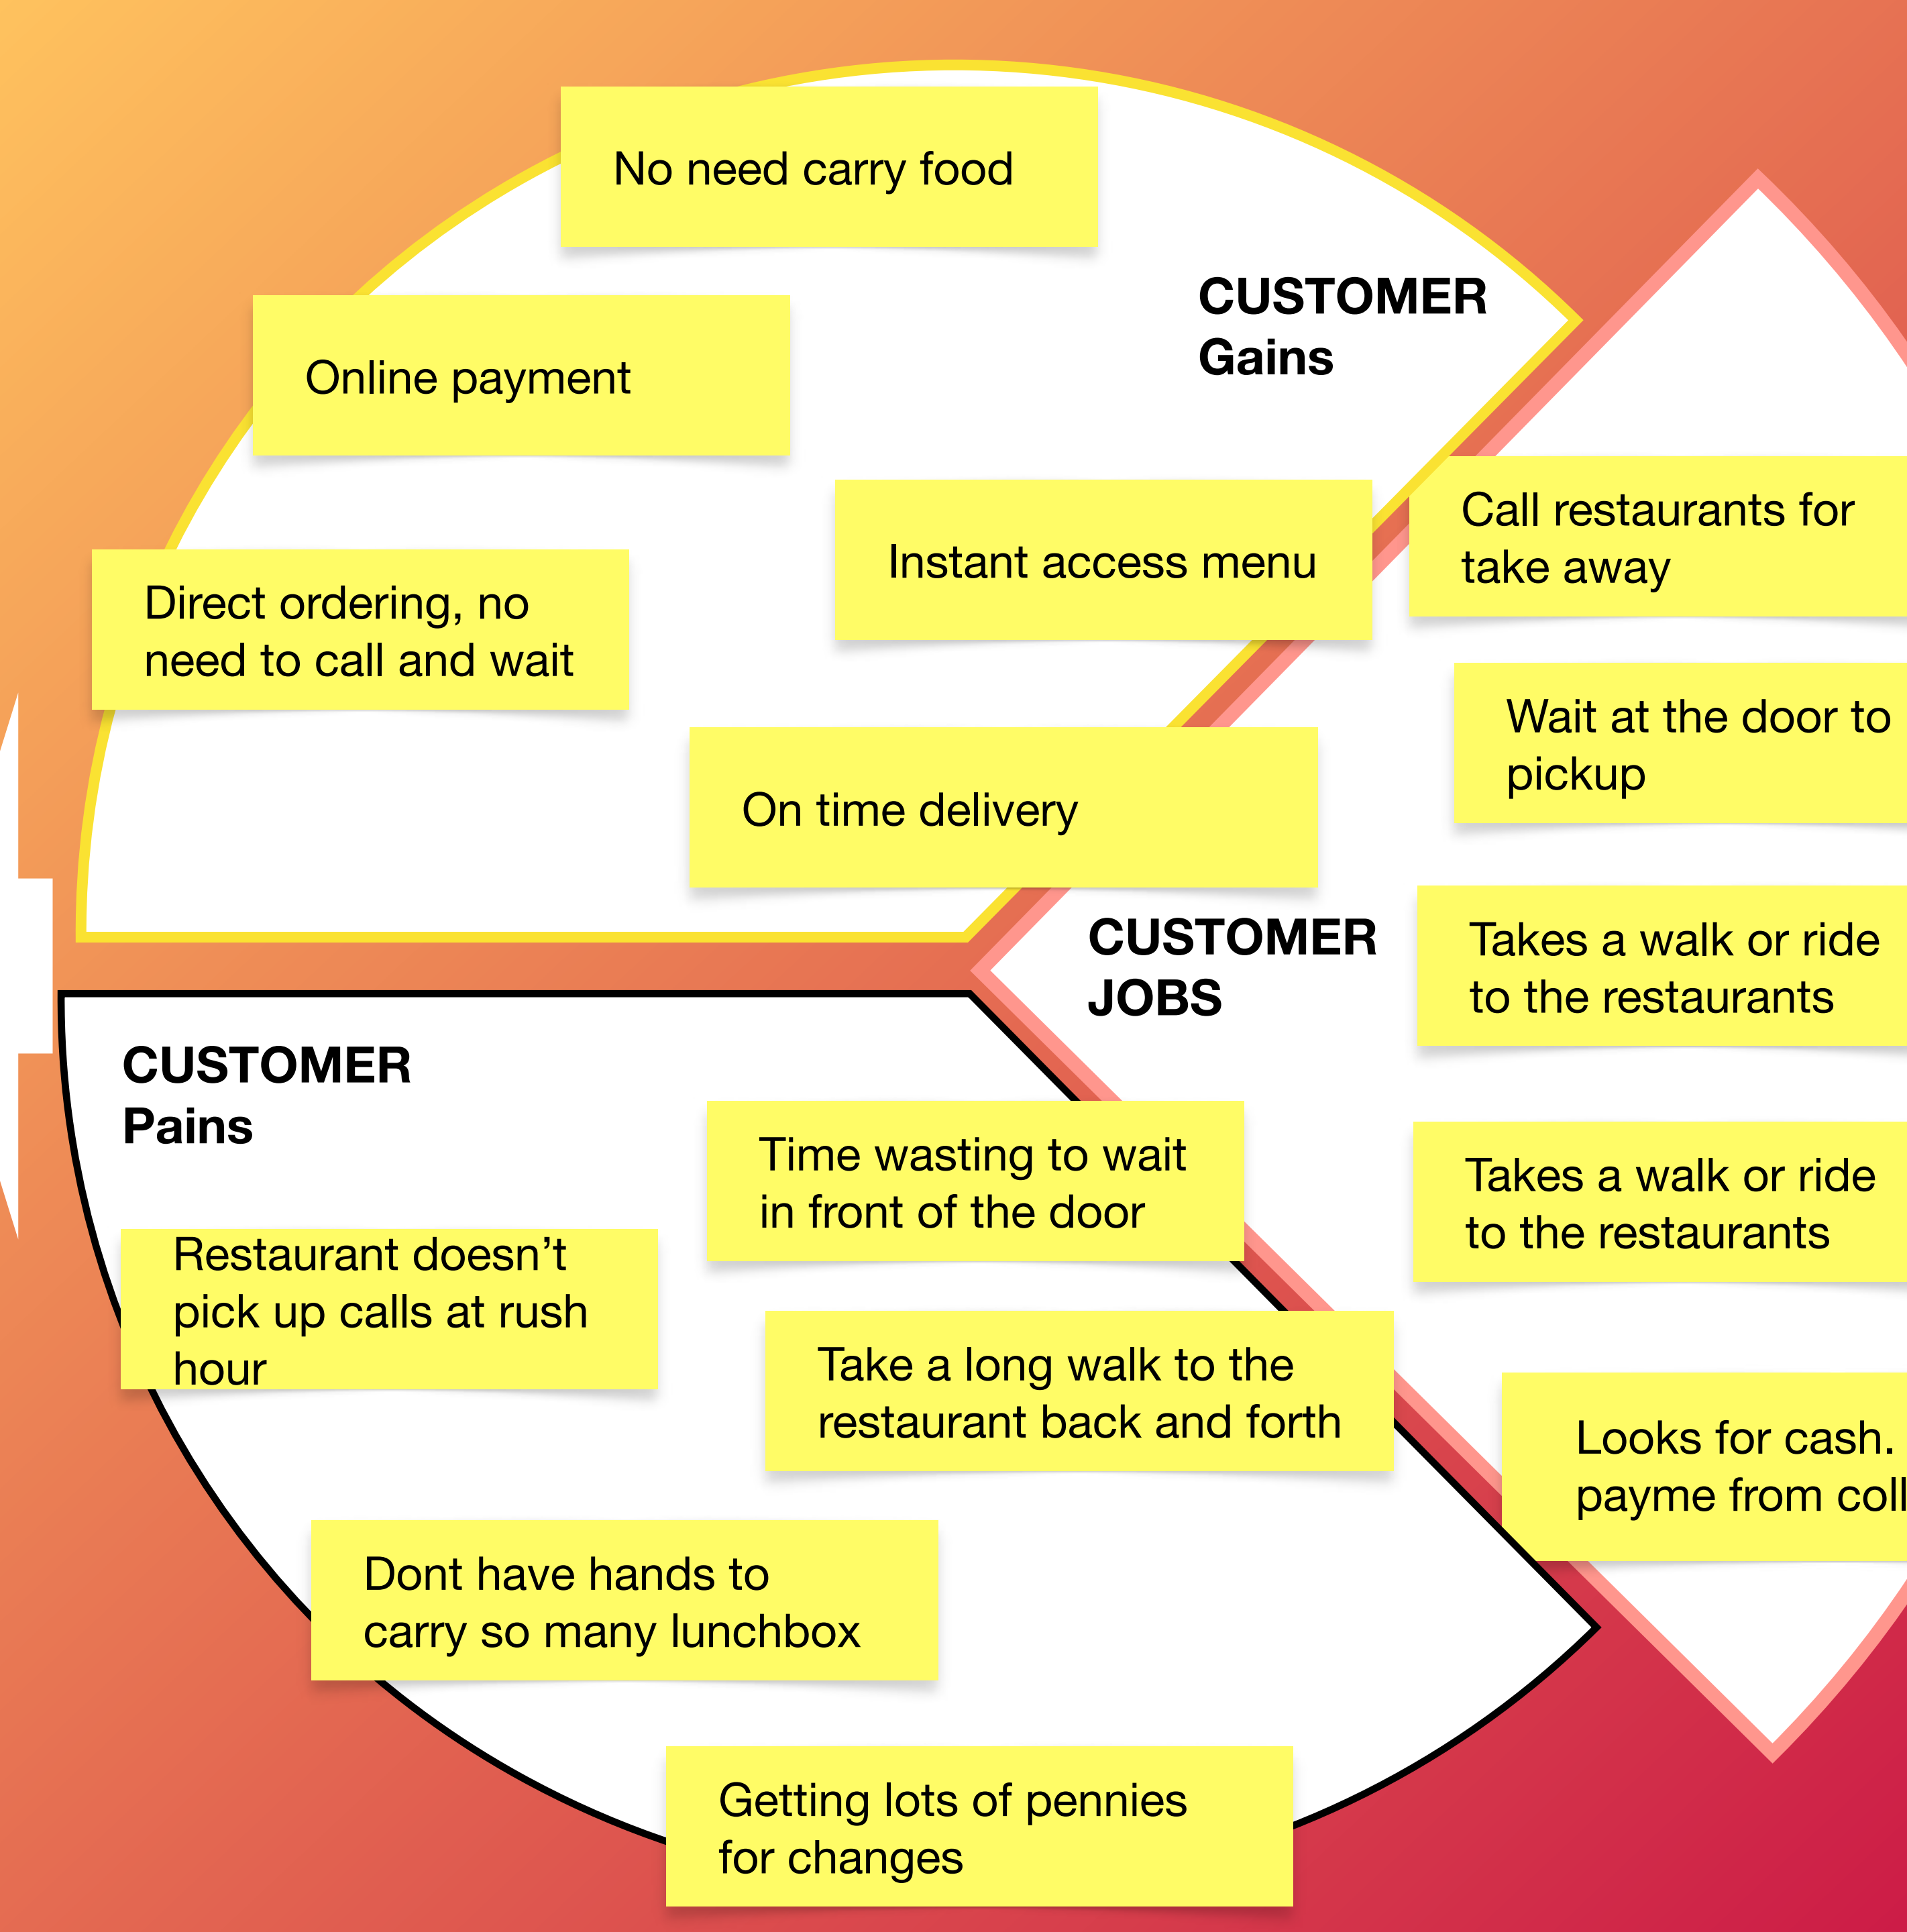 No need carry food
CUSTOMER
Gains
Online payment
Instant access menu
Direct ordering, no
need to call and wait
On time delivery
CUSTOMER
JOBS
Call restaurants for
take away
Wait at the door to
pickup
Takes a walk or ride
to the restaurants
Takes a walk or ride
to the restaurants
Looks for cash.
payme from
CUSTOMER
Pains
Time wasting to wait
in front of the door
Restaurant doesn’t
pick up calls at rush
hour
Take a long walk to the
restaurant back and forth
Dont have hands to
carry so many lunchbox
Getting lots of pennies
for changes